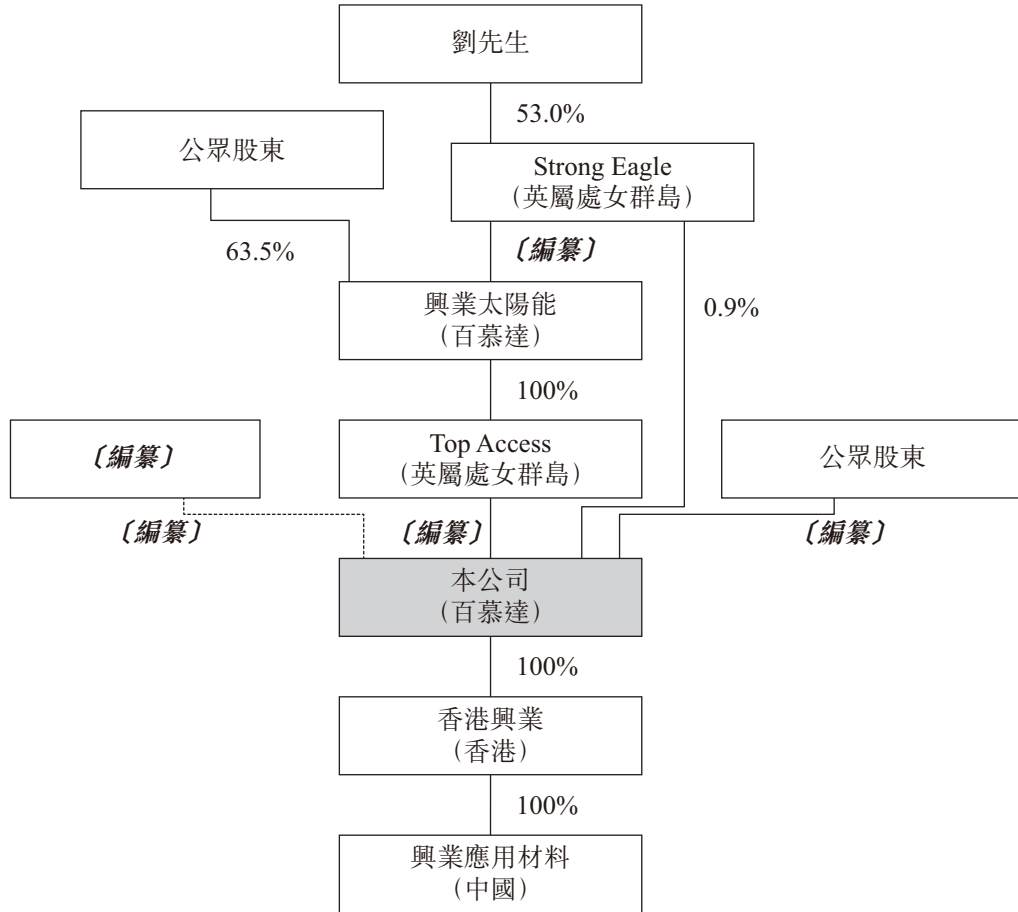 劉先生
53.0%
公眾股東
Strong Eagle
(英屬處女群島)
63.5%
〔編纂〕
興業太陽能
(百慕達)
0.9%
100%
〔編纂〕
Top Access
(英屬處女群島)
公眾股東
〔編纂〕
〔編纂〕
〔編纂〕
本公司
(百慕達)
100%
香港興業
(香港)
100%
興業應用材料
(中國)